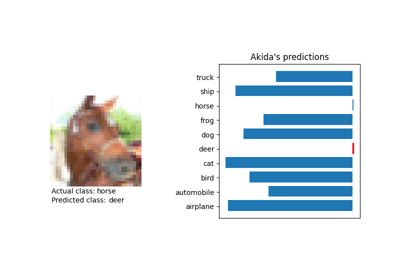 Akida's predictions
truck
ship
horse
frog
dog
deer
cat
bird
automobile
airplane
Actual class: horse
Predicted class: deer